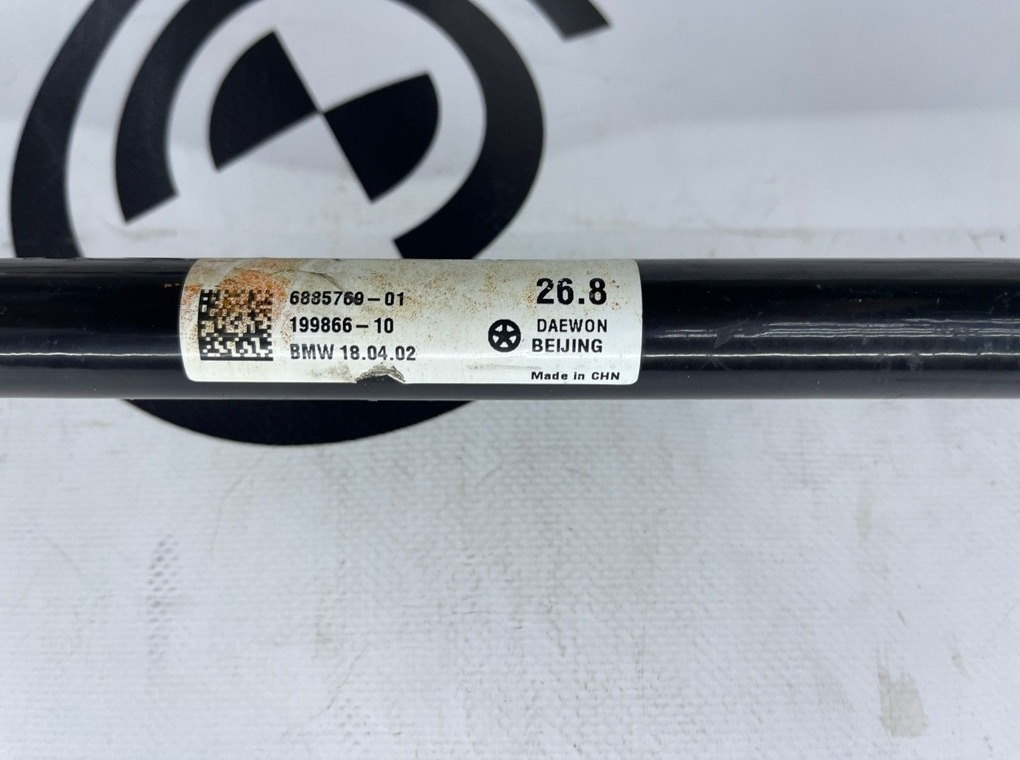 6885769-01
199866-10
BMW 18.04.02
26.8
DAEWON
BEIJING
Made in CHN